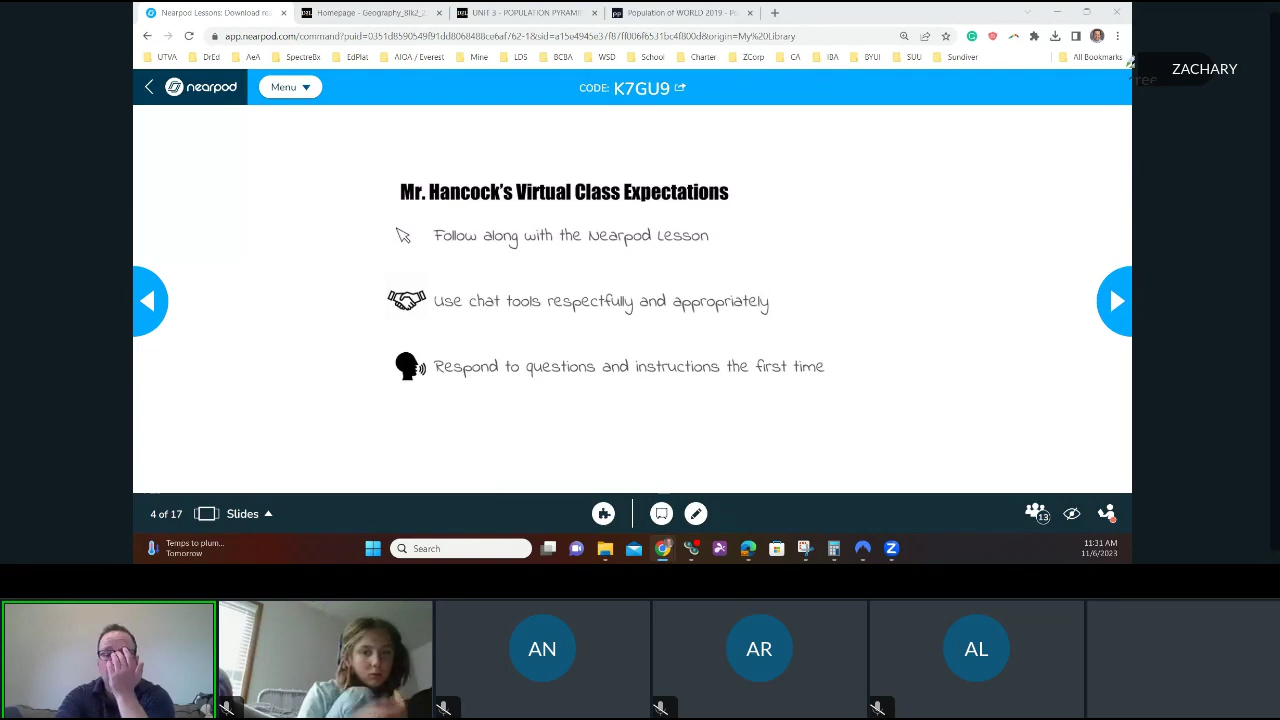 Nearpod Lessons: Download re
Homepage - Geography_8lk2_2
UNIT 3 - POPULATION PYRAMI
Population of WORLD 2019 - Po
UTVA
DrEd
AeA
SpectreBx
EdPlat
AIOA / Everest
Mine
LDS
BCBA
WSD
School
Charter
ZCorp
CA
IBA
BYUI
SUU
Sundiver
All Bookmarks
ZACHARY
nearpod
Menu
CODE: K7GU9
Mr. Hancock's Virtual Class Expectations
Follow along with the Nearpod Lesson
Use chat tools respectfully and appropriately
Respond to questions and instructions the first time
4 of 17
Slides
13
Temps to plum...
Tomorrow
Search
11:31 AM
11/6/2023
AN
AR
AL